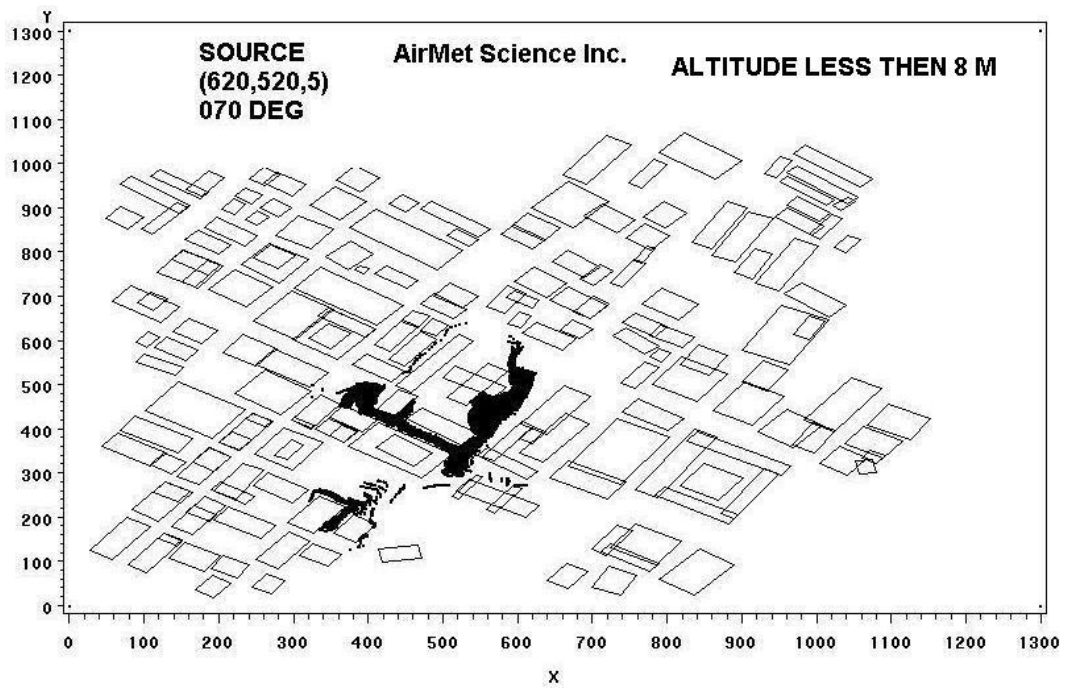 Y
1300
1200
1100
1000
900
800
700
600
500
400
300
200
100
0
SOURCE
(620,520,5)
070 DEG
AirMet Science Inc.
ALTITUDE LESS THEN 8 M
0 100 200 300 400 500 600 700 800 900 1000 1100 1200 1300
X